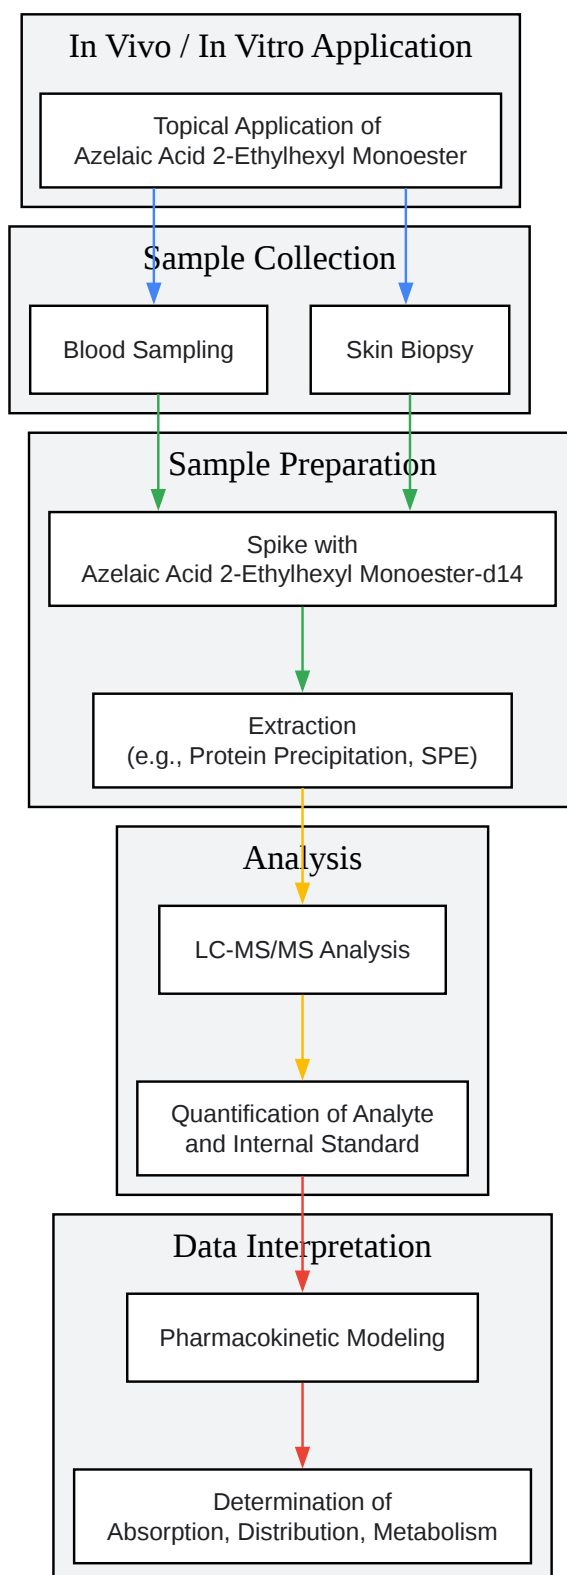 In Vivo / In Vitro Application
Topical Application of
Azelaic Acid 2-Ethylhexyl Monoester
Sample Collection
Blood Sampling
Skin Biopsy
Sample Preparation
Spike with
Azelaic Acid 2-Ethylhexyl Monoester-d14
Extraction
(e.g., Protein Precipitation, SPE)
Analysis
LC-MS/MS Analysis
Quantification of Analyte
and Internal Standard
Data Interpretation
Pharmacokinetic Modeling
Determination of
Absorption, Distribution, Metabolism